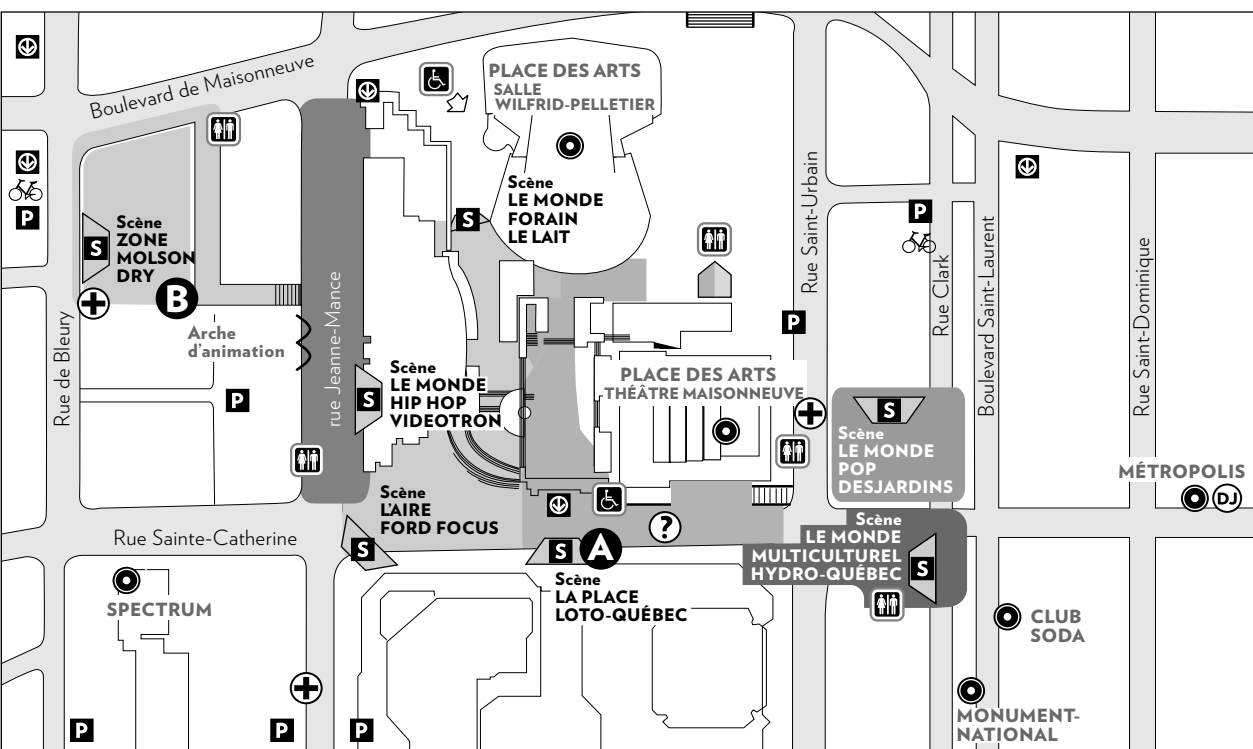 Boulevard de Maisonneuve
PLACE DES ARTS
SALLE
WILFRID-PELLETIER
Scène
LE MONDE
FORAIN
LE LAIT
S
Scène
ZONE
MOLSON
DRY
S
B
Arche
d'animation
Rue de Bleury
rue Jeanne-Mance
Rue Saint-Urbain
Rue Clark
Boulevard Saint-Laurent
Rue Saint-Dominique
P
P
P
P
Scène
LE MONDE
HIP HOP
VIDEOTRON
S
PLACE DES ARTS
THÉÂTRE MAISONNEUVE
S
Scène
LE MONDE
POP
DESJARDINS
MÉTROPOLIS
DJ
Scène
L'AIRE
FORD FOCUS
S
Rue Sainte-Catherine
S
A
?
Scène
LA PLACE
LOTO-QUÉBEC
Scène
LE MONDE
MULTICULTUREL
HYDRO-QUÉBEC
S
SPECTRUM
CLUB
SODA
MONUMENT-
NATIONAL
P
P
P